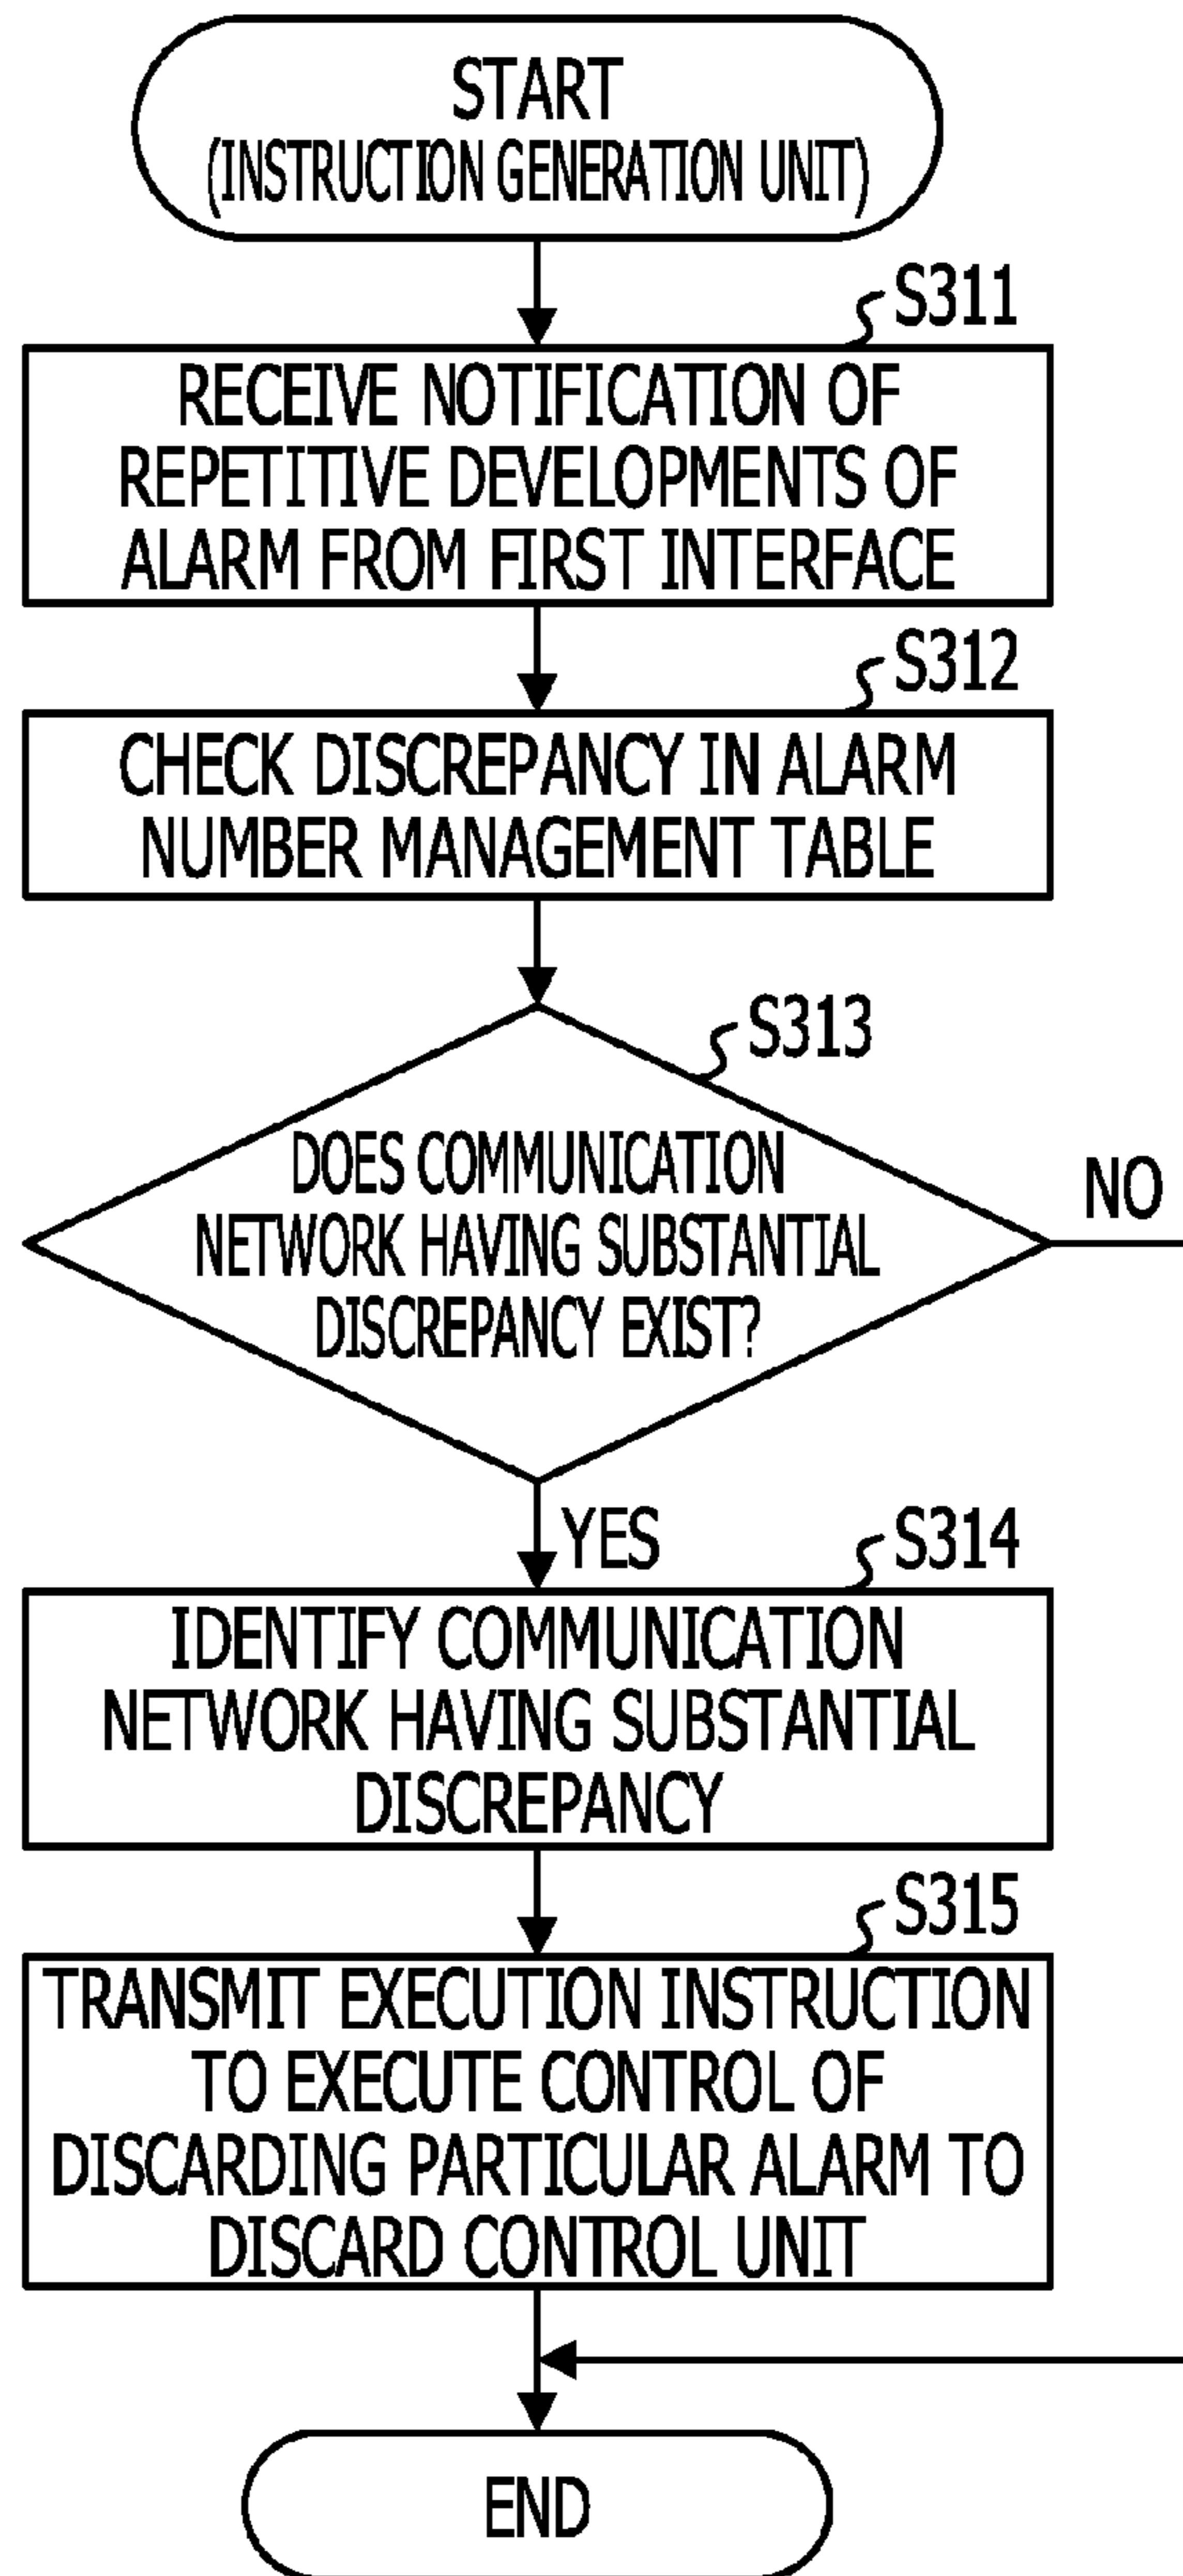 START
(INSTRUCTION GENERATION UNIT)
S311
RECEIVE NOTIFICATION OF
REPETITIVE DEVELOPMENTS OF
ALARM FROM FIRST INTERFACE
S312
CHECK DISCREPANCY IN ALARM
NUMBER MANAGEMENT TABLE
S313
DOES COMMUNICATION
NETWORK HAVING SUBSTANTIAL
DISCREPANCY EXIST?
NO
YES
S314
IDENTIFY COMMUNICATION
NETWORK HAVING SUBSTANTIAL
DISCREPANCY
S315
TRANSMIT EXECUTION INSTRUCTION
TO EXECUTE CONTROL OF
DISCARDING PARTICULAR ALARM TO
DISCARD CONTROL UNIT
END